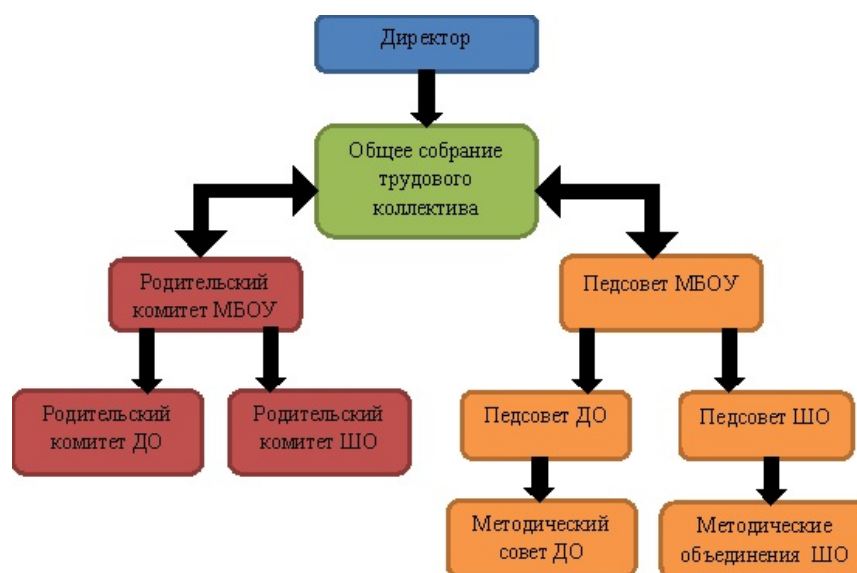 Директор
Общее собрание
трудового
коллектива
Родительский
комитет МБОУ
Педсовет МБОУ
Родительский
комитет ДО
Родительский
комитет ШО
Педсовет ДО
Педсовет ШО
Методический
совет ДО
Методические
объединения ШО